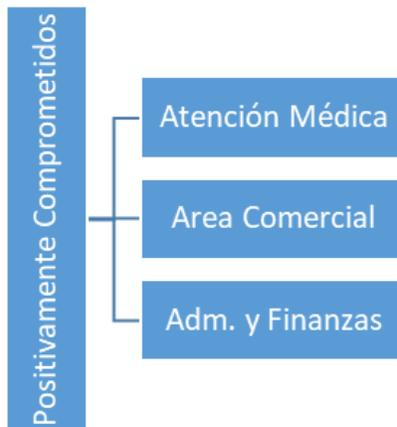 Positivamente Comprometidos
Atención Médica
Area Comercial
Adm. y Finanzas